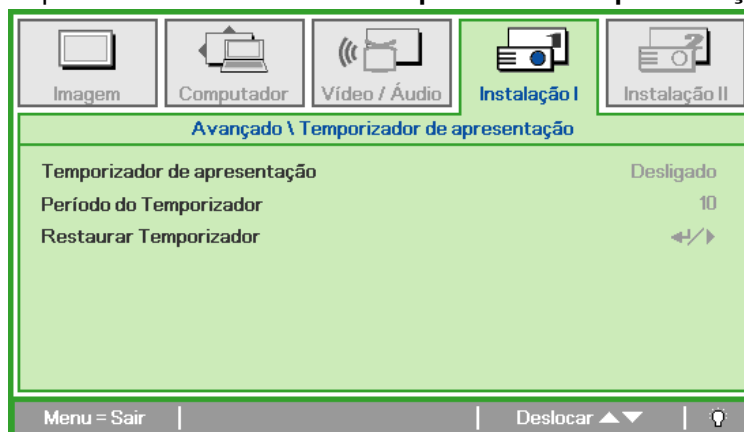 Imagem
Computador
Vídeo / Áudio
Instalação I
Instalação II
Avançado \ Temporizador de apresentação
Temporizador de apresentação Desligado
Período do Temporizador 10
Restaurar Temporizador
Menu = Sair
Deslocar